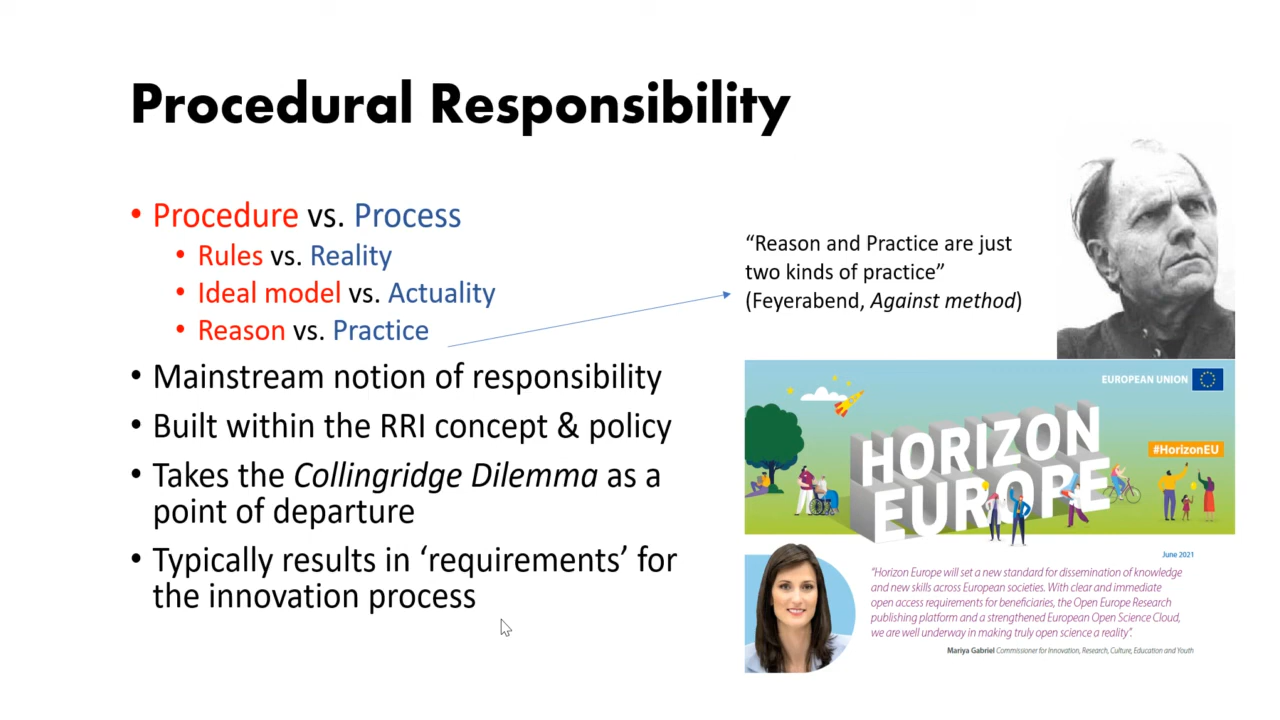 Procedural Responsibility
• Procedure vs. Process
• Rules vs. Reality
• Ideal model vs. Actuality
• Reason vs. Practice
• Mainstream notion of responsibility
• Built within the RRI concept & policy
• Takes the Collingridge Dilemma as a
point of departure
• Typically results in ‘requirements’ for
the innovation process
“Reason and Practice are just
two kinds of practice”
(Feyerabend, Against method)
EUROPEAN UNION
HORIZON
EUROPE
#HorizonEU
June 2021
“Horizon Europe will set a new standard for dissemination of knowledge
and new skills across European societies. With clear and immediate
open access requirements for beneficiaries, the Open Europe Research
publishing platform and a strengthened European Open Science Cloud,
we are well underway in making truly open science a reality”.
Mariya Gabriel Commissioner for Innovation, Research, Culture, Education and Youth